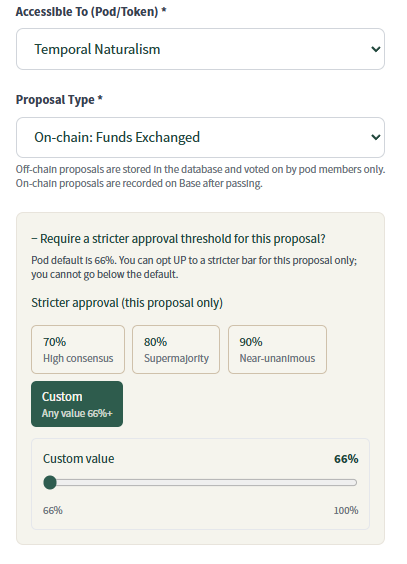 Accessible To (Pod/Token) *
Temporal Naturalism
Proposal Type *
On-chain: Funds Exchanged
Off-chain proposals are stored in the database and voted on by pod members only.
On-chain proposals are recorded on Base after passing.
– Require a stricter approval threshold for this proposal?
Pod default is 66%. You can opt UP to a stricter bar for this proposal only;
you cannot go below the default.
Stricter approval (this proposal only)
70% 80% 90%
High consensus Supermajority Near-unanimous
Custom
Any value 66%+
Custom value 66%
66% 100%